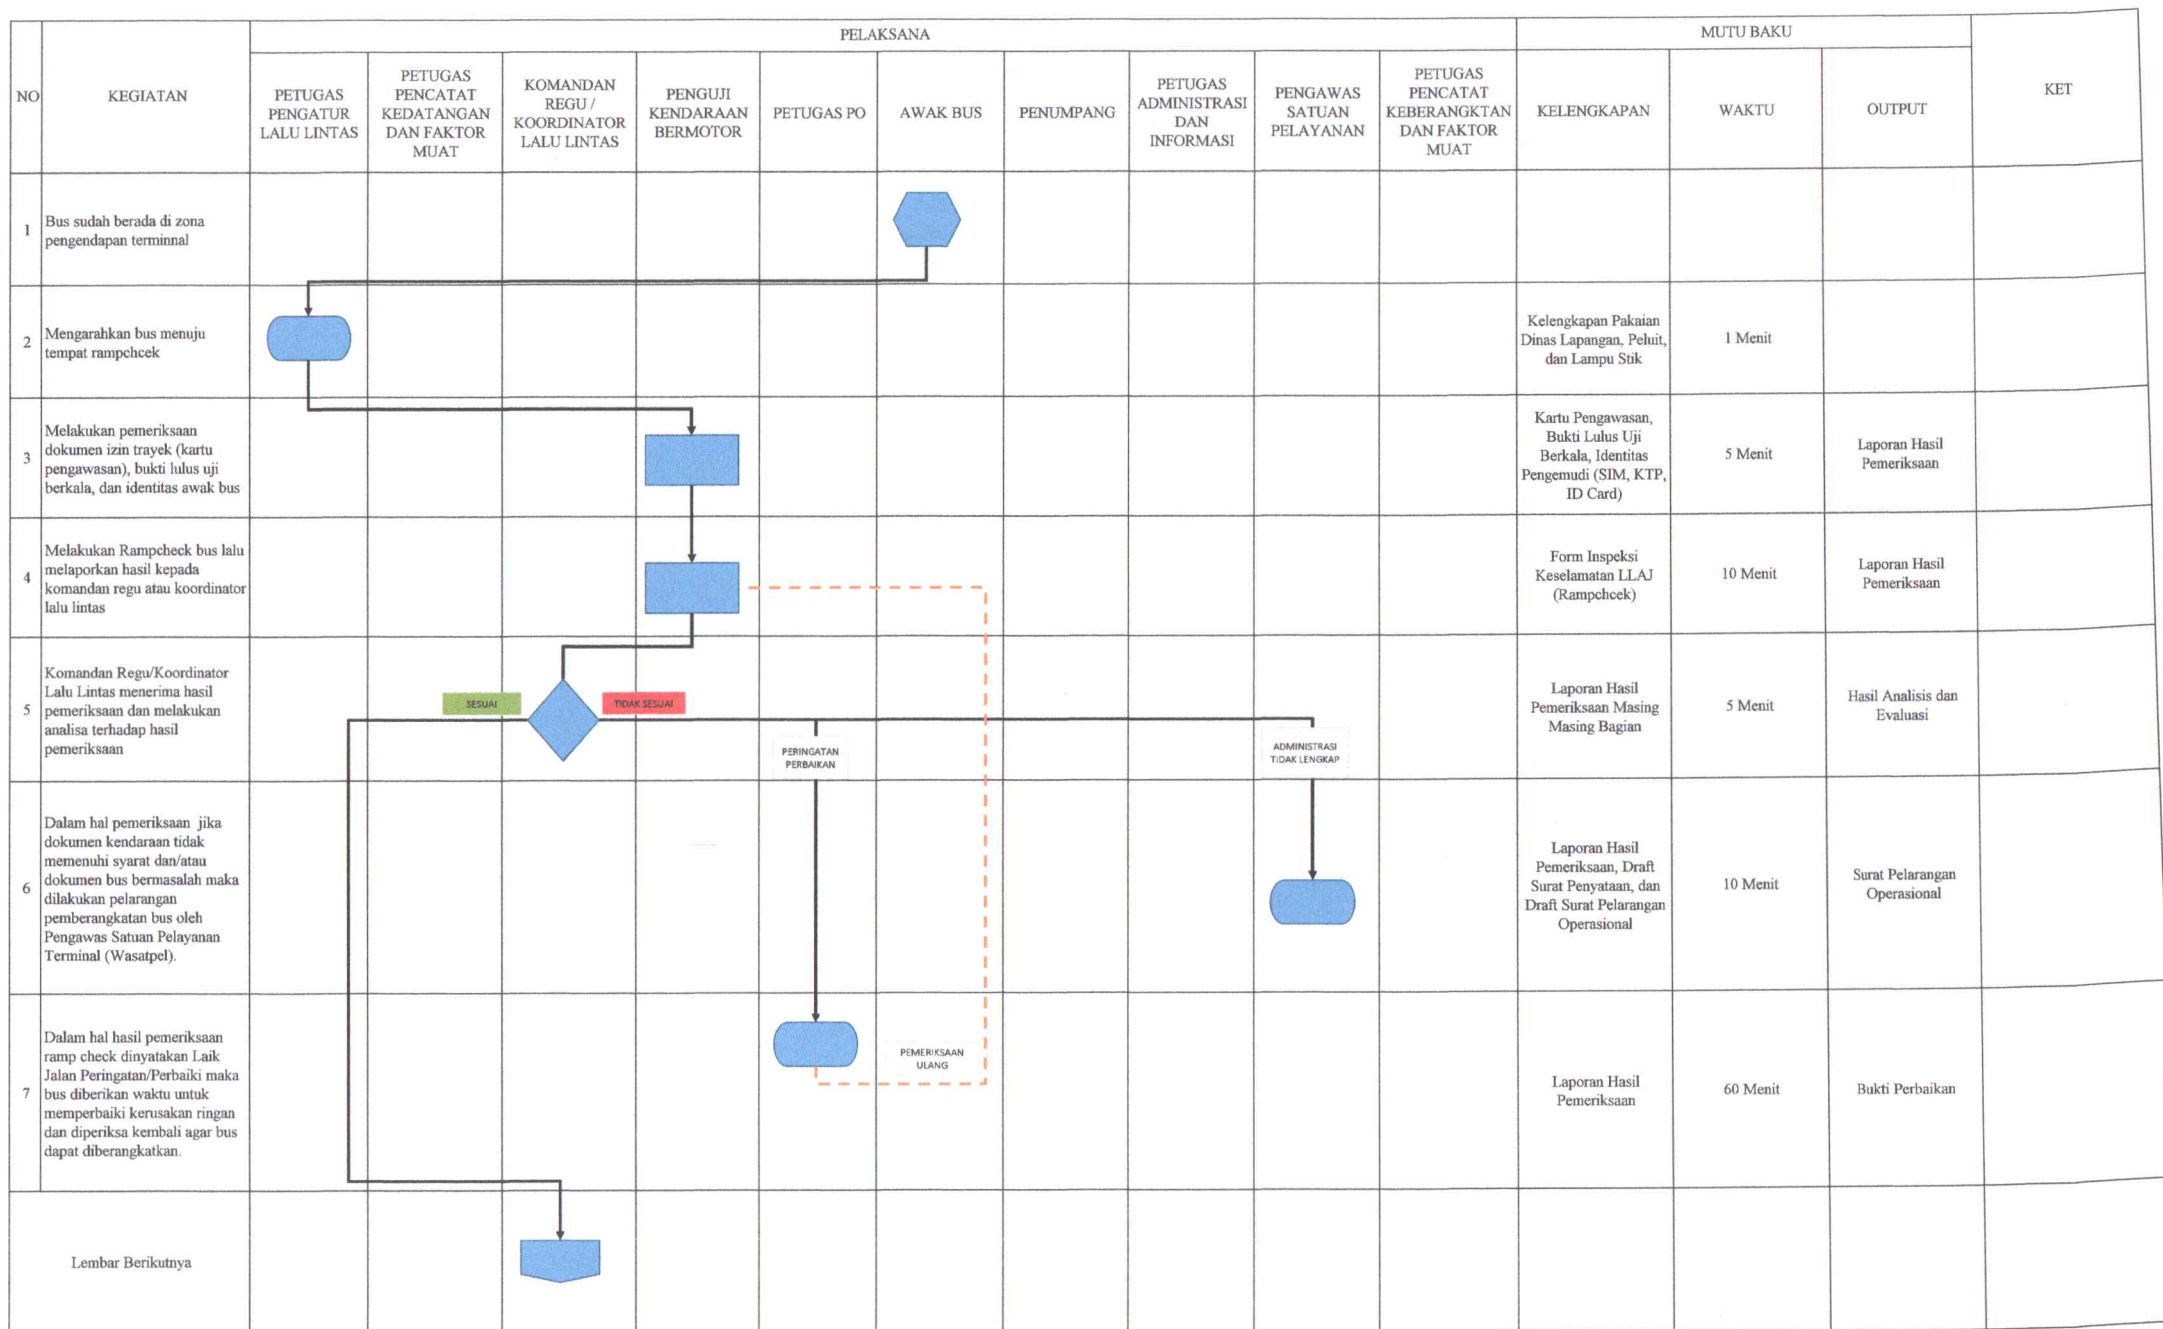 NO
KEGIATAN
PELAKSANA
MUTU BAKU
KET
PETUGAS
PENGATUR
LALU LINTAS
PETUGAS
PENCATAT
KEDATANGAN
DAN FAKTOR
MUAT
KOMANDAN
REGU /
KOORDINATOR
LALU LINTAS
PENGUJI
KENDARAAN
BERMOTOR
PETUGAS PO
AWAK BUS
PENUMPANG
PETUGAS
ADMINISTRASI
DAN
INFORMASI
PENGAWAS
SATUAN
PELAYANAN
PETUGAS
PENCATAT
KEBERANGKTAN
DAN FAKTOR
MUAT
KELENGKAPAN
WAKTU
OUTPUT
1
Bus sudah berada di zona
pengendapan terminnal
2
Mengarahkan bus menuju
tempat rampchcek
Kelengkapan Pakaian
Dinas Lapangan, Peluit,
dan Lampu Stik
1 Menit
3
Melakukan pemeriksaan
dokumen izin trayek (kartu
pengawasan), bukti lulus uji
berkala, dan identitas awak bus
Kartu Pengawasan,
Bukti Lulus Uji
Berkala, Identitas
Pengemudi (SIM, KTP,
ID Card)
5 Menit
Laporan Hasil
Pemeriksaan
4
Melakukan Rampcheck bus lalu
melaporkan hasil kepada
komandan regu atau koordinator
lalu lintas
Form Inspeksi
Keselamatan LLAJ
(Rampchcek)
10 Menit
Laporan Hasil
Pemeriksaan
5
Komandan Regu/Koordinator
Lalu Lintas menerima hasil
pemeriksaan dan melakukan
analisa terhadap hasil
pemeriksaan
SESUAI
TIDAK SESUAI
PERINGATAN
PERBAIKAN
ADMINISTRASI
TIDAK LENGKAP
Laporan Hasil
Pemeriksaan Masing
Masing Bagian
5 Menit
Hasil Analisis dan
Evaluasi
6
Dalam hal pemeriksaan jika
dokumen kendaraan tidak
memenuhi syarat dan/atau
dokumen bus bermasalah maka
dilakukan pelarangan
pemberangkatan bus oleh
Pengawas Satuan Pelayanan
Terminal (Wasatpel).
Laporan Hasil
Pemeriksaan, Draft
Surat Penyataan, dan
Draft Surat Pelarangan
Operasional
10 Menit
Surat Pelarangan
Operasional
7
Dalam hal hasil pemeriksaan
ramp check dinyatakan Laik
Jalan Peringatan/Perbaiki maka
bus diberikan waktu untuk
memperbaiki kerusakan ringan
dan diperiksa kembali agar bus
dapat diberangkatkan.
PEMERIKSAAN
ULANG
Laporan Hasil
Pemeriksaan
60 Menit
Bukti Perbaikan
Lembar Berikutnya